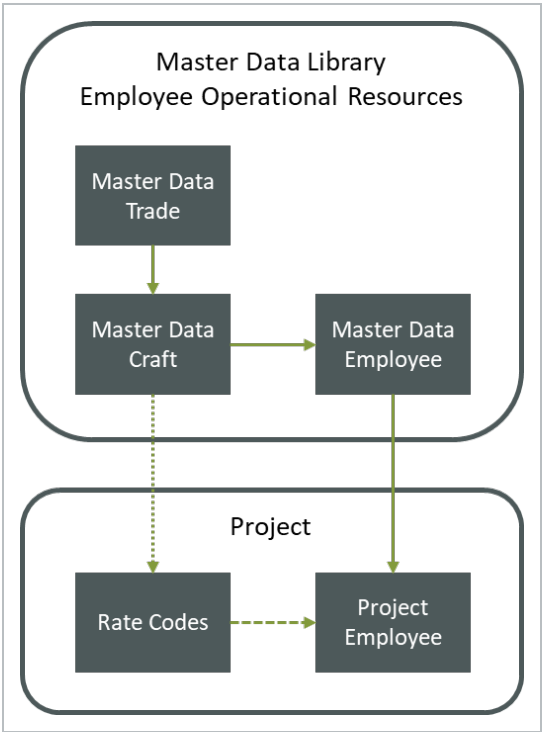 Master Data Library
Employee Operational Resources
Master Data
Trade
Master Data
Craft
Master Data
Employee
Project
Rate Codes
Project
Employee